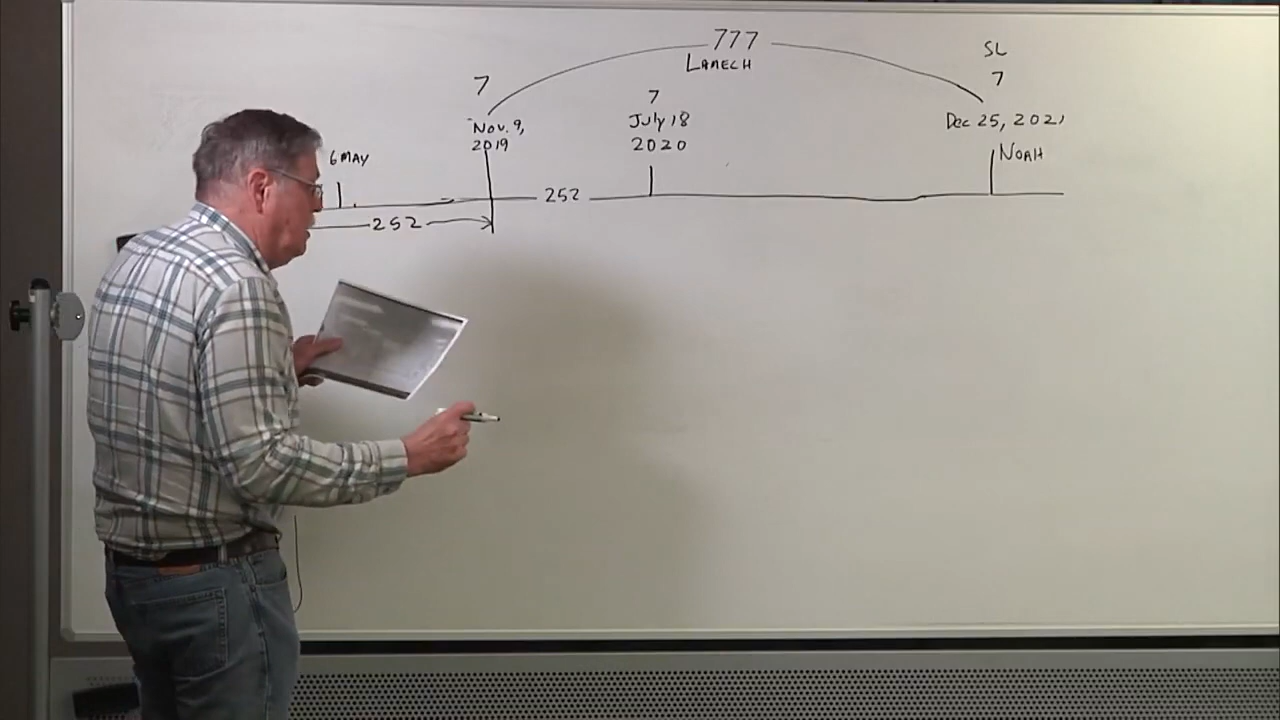 777
LAMECH
SL
7
7
7
Nov. 9,
2019
July 18
2020
Dec 25, 2021
6 MAY
NOAH
252
252